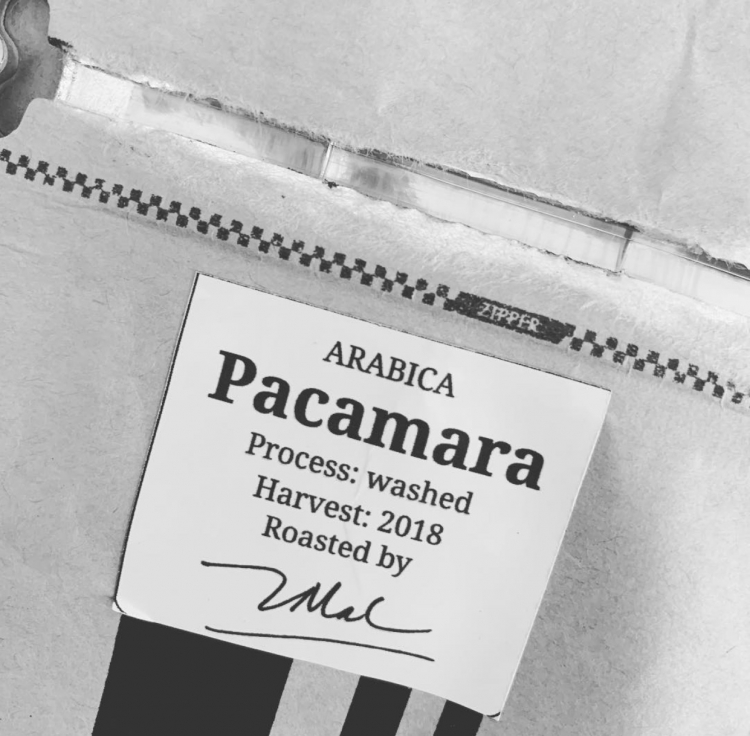 ZIPPER
ARABICA
Pacamara
Process: washed
Harvest: 2018
Roasted by